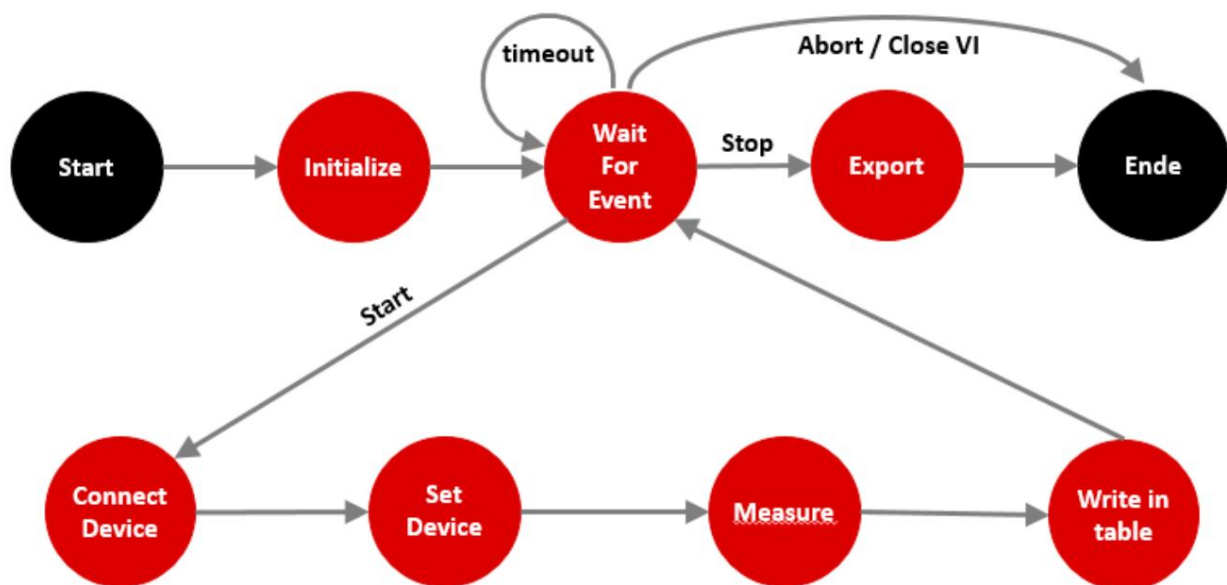 timeout
Abort / Close VI
Start
Initialize
Wait
For
Event
Stop
Export
Ende
Start
Connect
Device
Set
Device
Measure
Write in
table